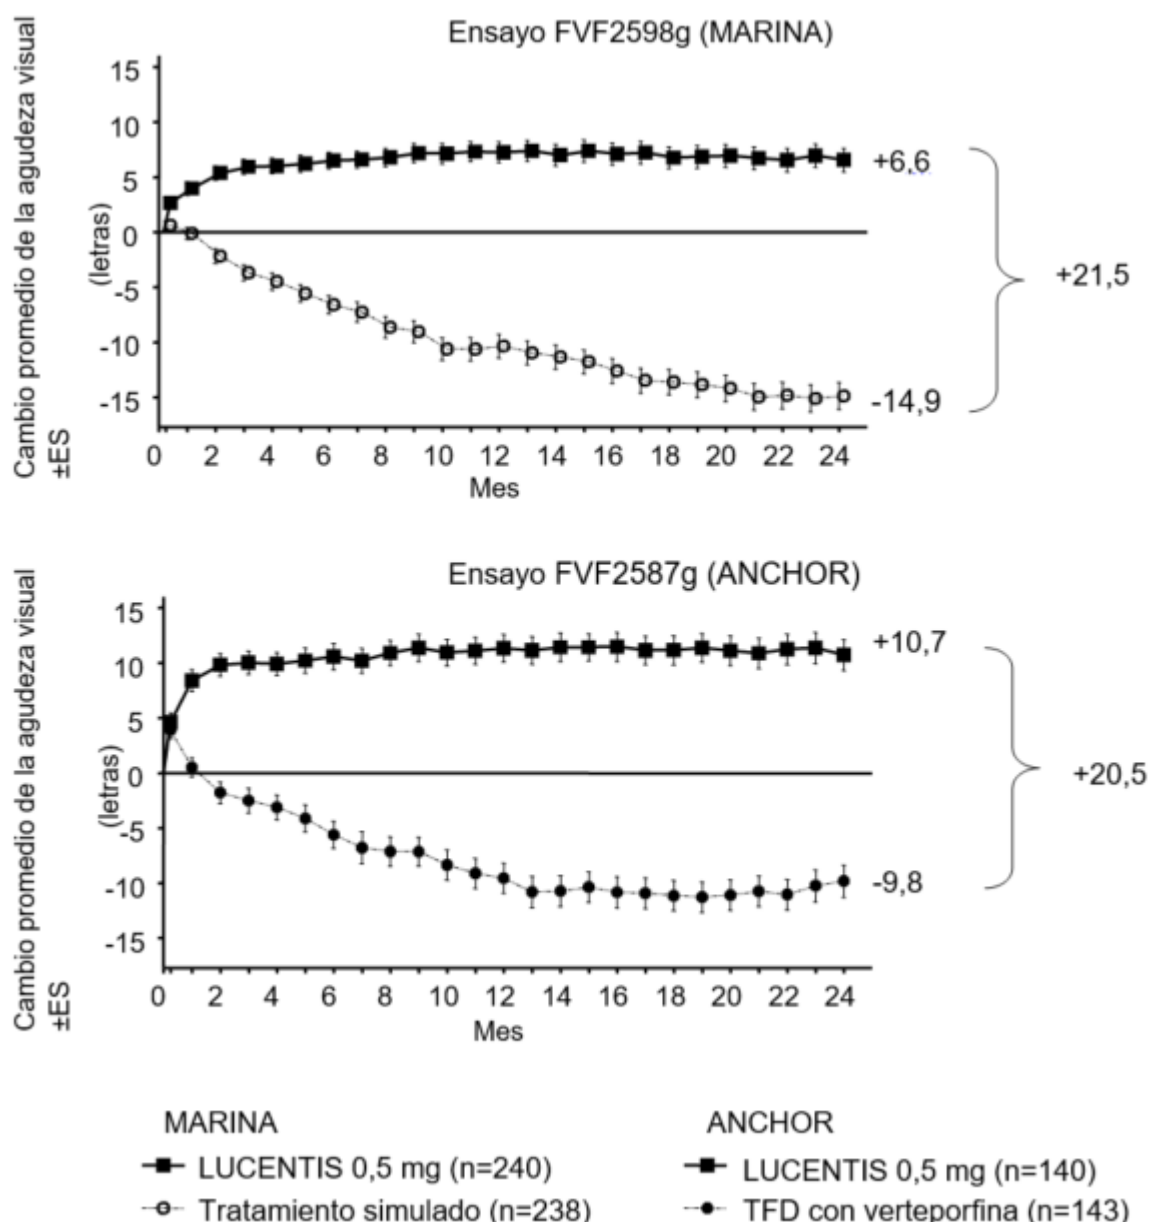 Ensayo FVF2598g (MARINA)
Cambio promedio de la agudeza visual
±ES
(letras)
15
10
5
0
-5
-10
-15
+6,6
-14,9
+21,5
0 2 4 6 8 10 12 14 16 18 20 22 24
Mes
Ensayo FVF2587g (ANCHOR)
Cambio promedio de la agudeza visual
±ES
(letras)
15
10
5
0
-5
-10
-15
+10,7
-9,8
+20,5
0 2 4 6 8 10 12 14 16 18 20 22 24
Mes
MARINA
LUCENTIS 0,5 mg (n=240)
Tratamiento simulado (n=238)
ANCHOR
LUCENTIS 0,5 mg (n=140)
TFD con verteporfina (n=143)